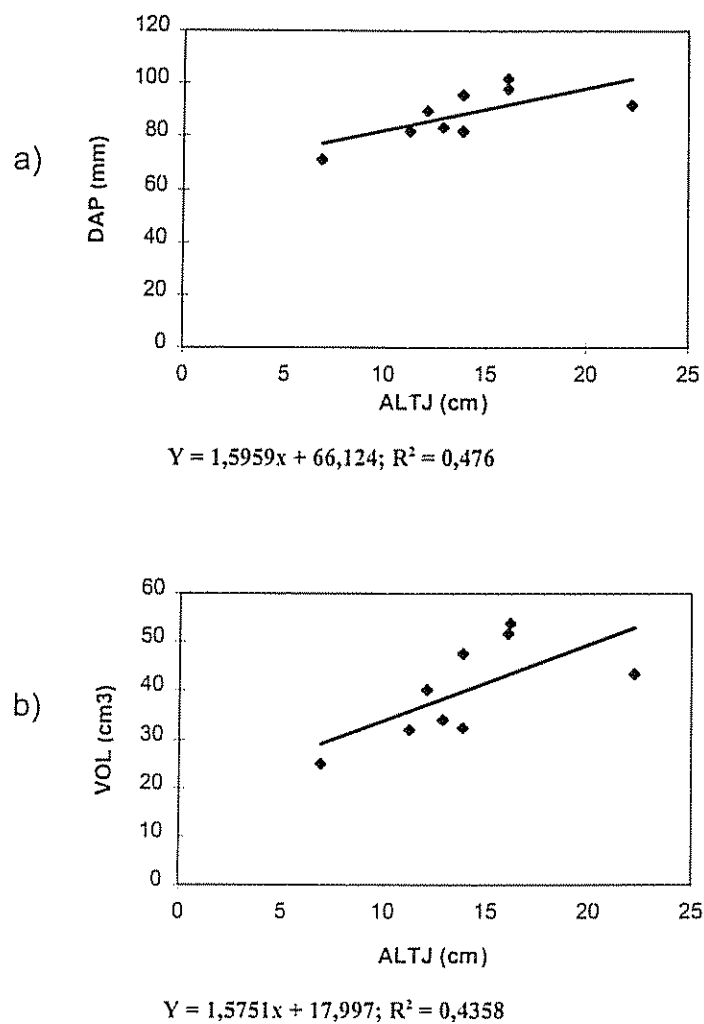 a)
DAP (mm)
120
100
80
60
40
20
0
0 5 10 15 20 25
ALTJ (cm)
Y = 1,5959x + 66,124; R² = 0,476
b)
VOL (cm3)
60
50
40
30
20
10
0
0 5 10 15 20 25
ALTJ (cm)
Y = 1,5751x + 17,997; R² = 0,4358